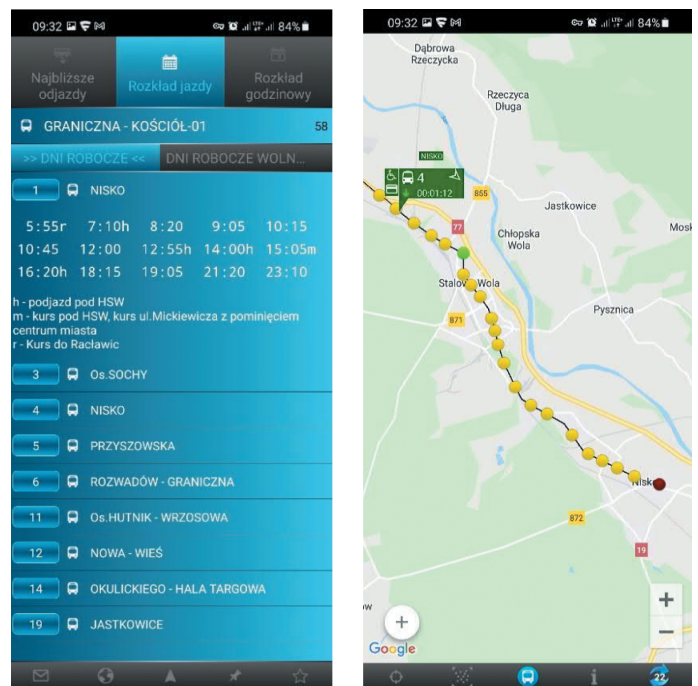 09:32
84%
Najbliższe
odjazdy
Rozkład jazdy
Rozkład
godzinowy
GRANICZNA - KOŚCIÓŁ-01
58
>> DNI ROBOCZE <<
DNI ROBOCZE WOLN...
1 NISKO
5:55r 7:10h 8:20 9:05 10:15
10:45 12:00 12:55h 14:00h 15:05m
16:20h 18:15 19:05 21:20 23:10
h - podjazd pod HSW
m - kurs pod HSW, kurs ul.Mickiewicza z pominięciem
centrum miasta
r - Kurs do Racławic
3 Os.SOCHY
4 NISKO
5 PRZYSZOWSKA
6 ROZWADÓW - GRANICZNA
11 Os.HUTNIK - WRZOSOWA
12 NOWA - WIEŚ
14 OKULICKIEGO - HALA TARGOWA
19 JASTKOWICE
09:32
84%
Dąbrowa
Rzeczycka
Rzeczyca
Długa
NISKO
4
00:01:12
855
Jastkowice
77
Chłopska
Wola
Mosk
Stalowa Wola
871
Pysznica
Nisko
872
19
ów
+
+
−
Google
22